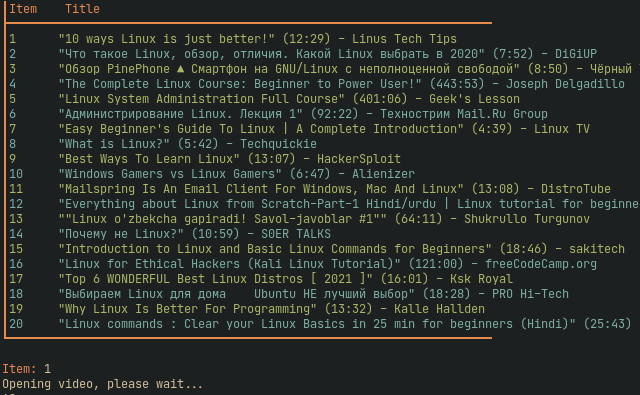 Item Title
1 "10 ways Linux is just better!" (12:29) - Linus Tech Tips
2 "Что такое Linux, обзор, отличия. Какой Linux выбрать в 2020" (7:52) - DiGiUP
3 "Обзор PinePhone ▲ Смартфон на GNU/Linux с неполноценной свободой" (8:50) - Чёрный
4 "The Complete Linux Course: Beginner to Power User!" (443:53) - Joseph Delgadillo
5 "Linux System Administration Full Course" (401:06) - Geek's Lesson
6 "Администрирование Linux. Лекция 1" (92:22) - Технострим Mail.Ru Group
7 "Easy Beginner's Guide To Linux | A Complete Introduction" (4:39) - Linux TV
8 "What is Linux?" (5:42) - Techquickie
9 "Best Ways To Learn Linux" (13:07) - HackerSploit
10 "Windows Gamers vs Linux Gamers" (6:47) - Alienizer
11 "Mailspring Is An Email Client For Windows, Mac And Linux" (13:08) - DistroTube
12 "Everything about Linux from Scratch-Part-1 Hindi/urdu | Linux tutorial for beginne
13 ""Linux o'zbekcha gapiradi! Savol-javoblar #1"" (64:11) - Shukrullo Turgunov
14 "Почему не Linux?" (10:59) - S0ER TALKS
15 "Introduction to Linux and Basic Linux Commands for Beginners" (18:46) - sakitech
16 "Linux for Ethical Hackers (Kali Linux Tutorial)" (121:00) - freeCodeCamp.org
17 "Top 6 WONDERFUL Best Linux Distros [ 2021 ]" (16:01) - Ksk Royal
18 "Выбираем Linux для дома    Ubuntu НЕ лучший выбор" (18:28) - PRO Hi-Tech
19 "Why Linux Is Better For Programming" (13:32) - Kalle Hallden
20 "Linux commands : Clear your Linux Basics in 25 min for beginners (Hindi)" (25:43)
Item: 1
Opening video, please wait...